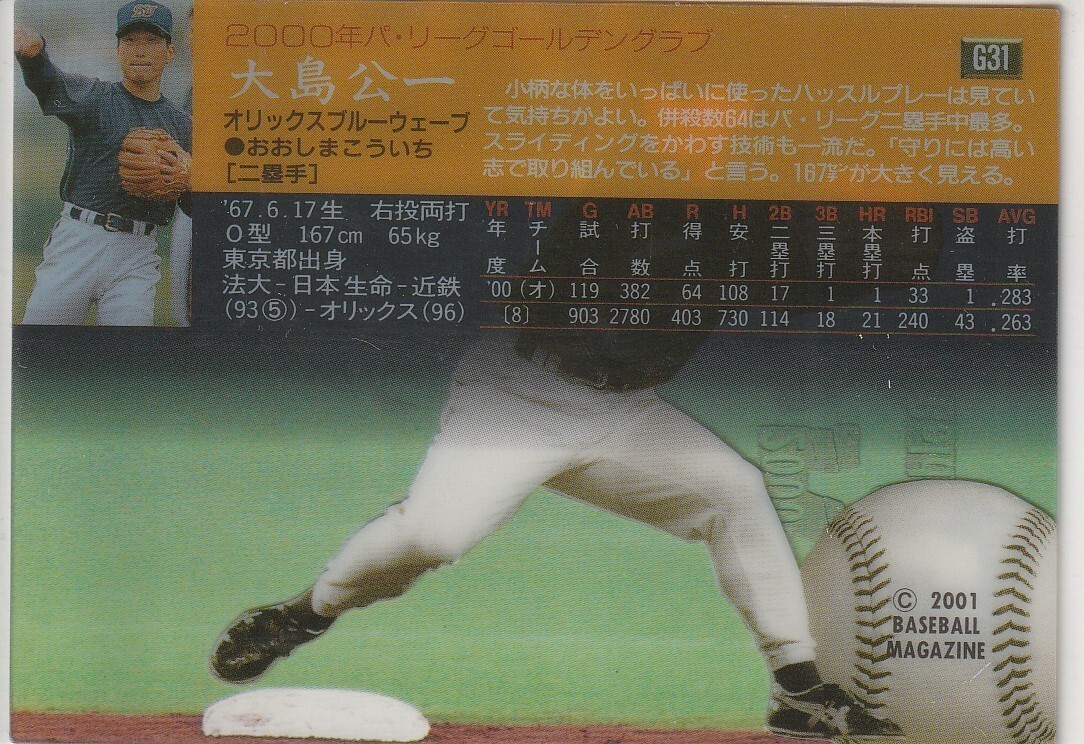 2000年パ・リーグゴールデングラブ
G31
大島公一
オリックスブルーウェーブ
●おおしまこういち
[二塁手]
小柄な体をいっぱいに使ったハッスルプレーは見てい
て気持ちがよい。併殺数64はパ・リーグ二塁手中最多。
スライディングをかわす技術も一流だ。「守りには高い
志で取り組んでいる」と言う。167㌢が大きく見える。
'67.6.17生 右投両打
O型 167cm 65kg
東京都出身
法大-日本生命-近鉄
(93⑤)-オリックス(96)
YR TM G AB R H 2B 3B HR RBI SB AVG
年度 チーム 試合 打数 得点 安打 二塁打 三塁打 本塁打 打点 盗塁 打率
'00 (オ) 119 382 64 108 17 1 1 33 1 .283
[8] 903 2780 403 730 114 18 21 240 43 .263
© 2001
BASEBALL
MAGAZINE